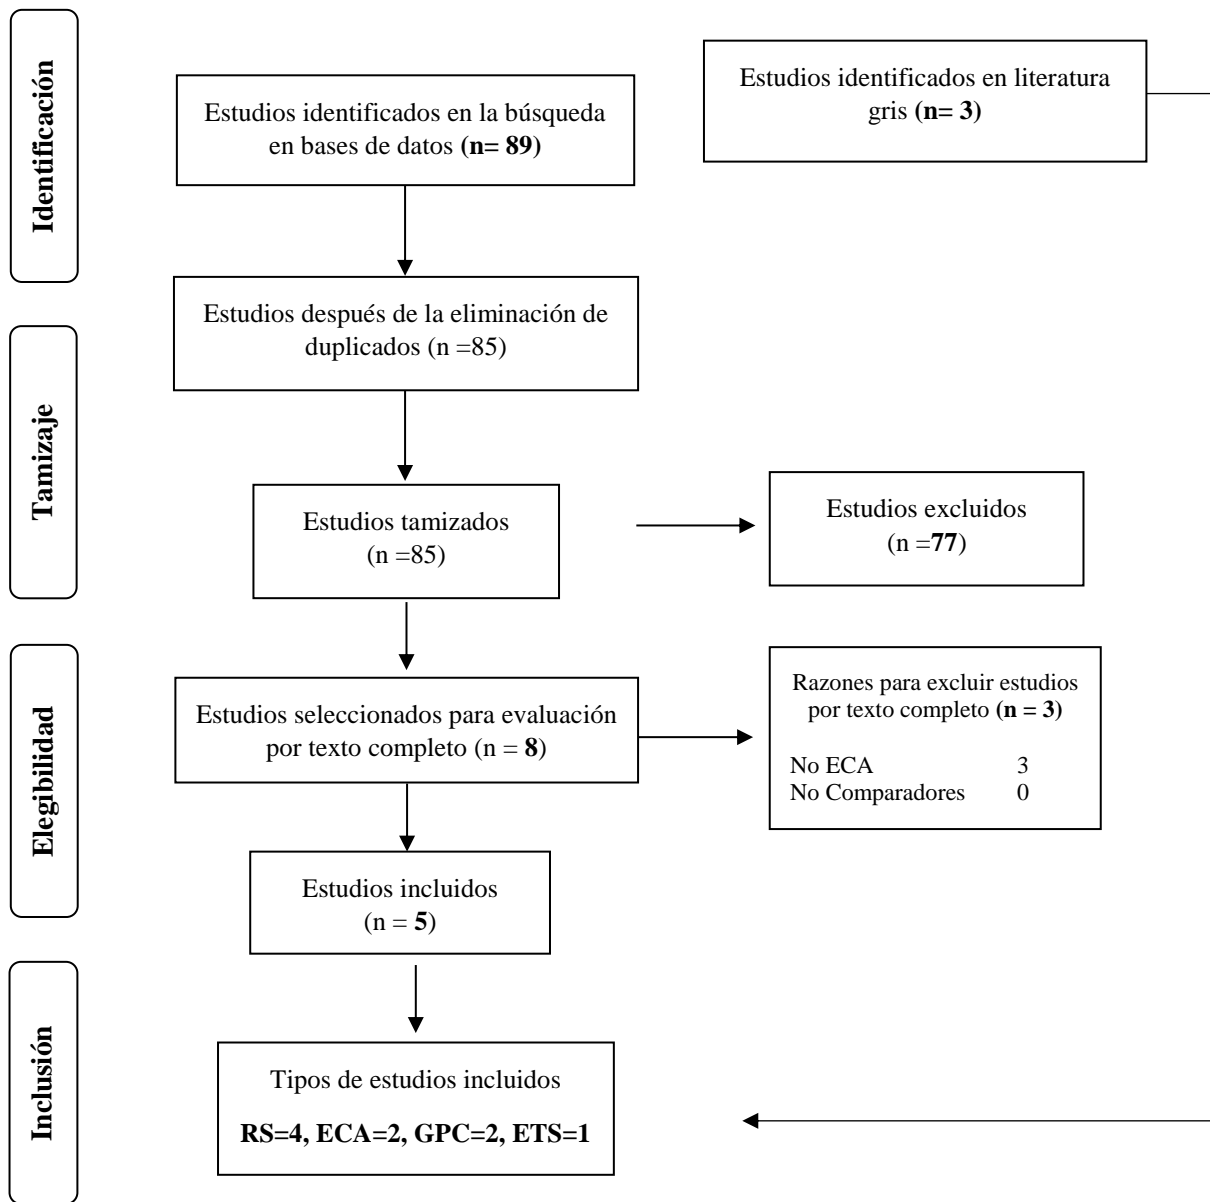 Identificación
Estudios identificados en la búsqueda
en bases de datos (n= 89)
Estudios identificados en literatura
gris (n= 3)
Tamizaje
Estudios después de la eliminación de
duplicados (n =85)
Estudios tamizados
(n =85)
Estudios excluidos
(n =77)
Elegibilidad
Estudios seleccionados para evaluación
por texto completo (n = 8)
Razones para excluir estudios
por texto completo (n = 3)
No ECA 3
No Comparadores 0
Estudios incluidos
(n = 5)
Inclusión
Tipos de estudios incluidos
RS=4, ECA=2, GPC=2, ETS=1